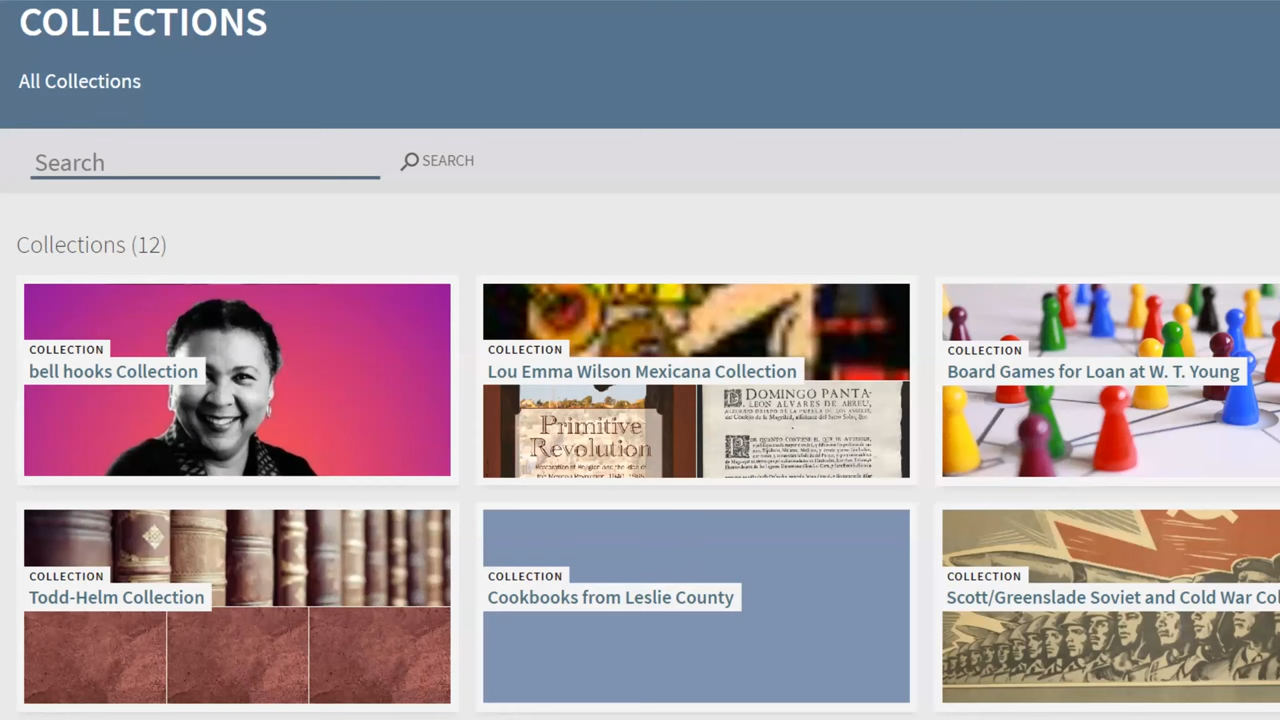 COLLECTIONS
All Collections
Search
SEARCH
Collections (12)
COLLECTION
bell hooks Collection
COLLECTION
Lou Emma Wilson Mexicana Collection
Primitive
Revolution
DOMINGO PANTA-
LEON ALVARES DE ABREU,
COLLECTION
Board Games for Loan at W. T. Young
COLLECTION
Todd-Helm Collection
COLLECTION
Cookbooks from Leslie County
COLLECTION
Scott/Greenslade Soviet and Cold War Col